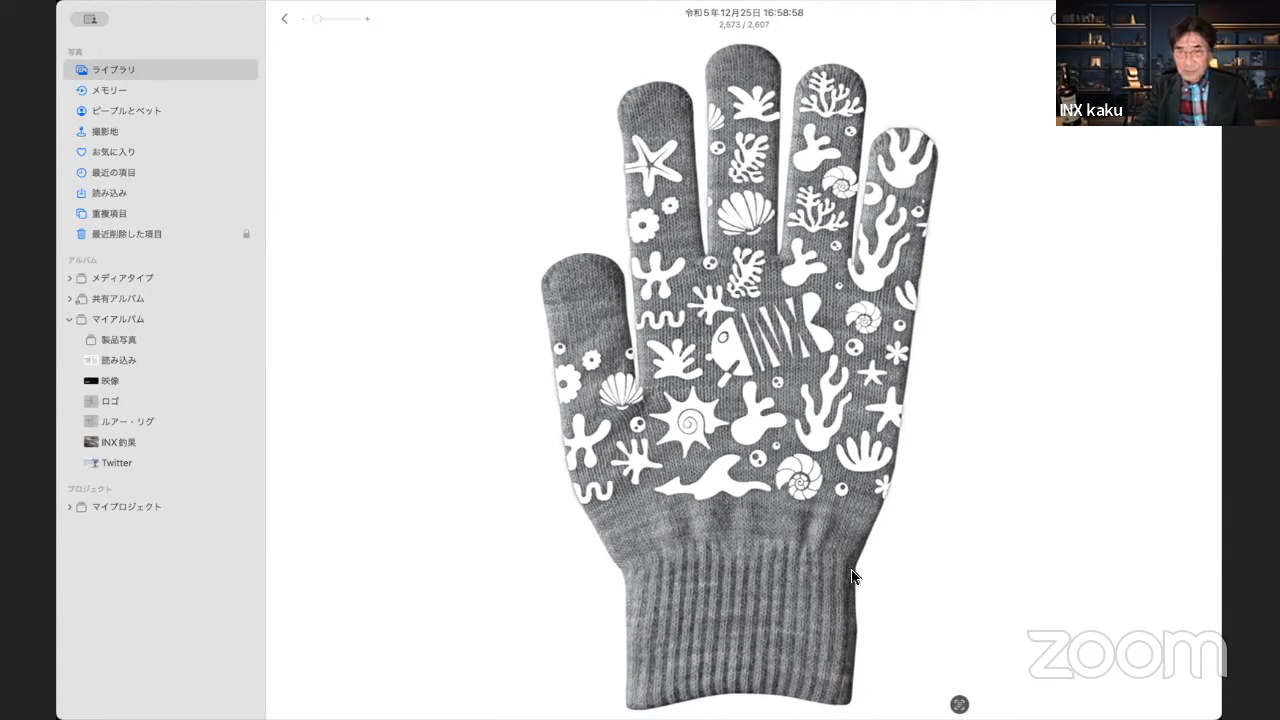 令和5年12月25日 16:58:58
2,573 / 2,607
写真
ライブラリ
メモリー
ピープルとペット
撮影地
お気に入り
最近の項目
読み込み
重複項目
最近削除した項目
アルバム
メディアタイプ
共有アルバム
マイアルバム
製品写真
読み込み
映像
ロゴ
ルアー・リグ
INX 釣果
Twitter
プロジェクト
マイプロジェクト
INX
INX kaku
zoom